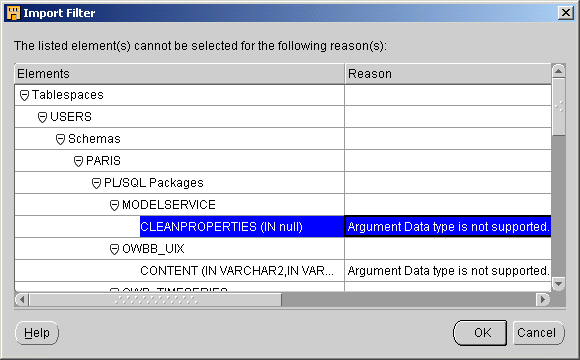 Import Filter
The listed element(s) cannot be selected for the following reason(s):
Elements Reason
Tablespaces
USERS
Schemas
PARIS
PL/SQL Packages
MODELSERVICE
CLEANPROPERTIES (IN null) Argument Data type is not supported.
OWBB_UIX
CONTENT (IN VARCHAR2,IN VAR... Argument Data type is not supported.
Help OK Cancel